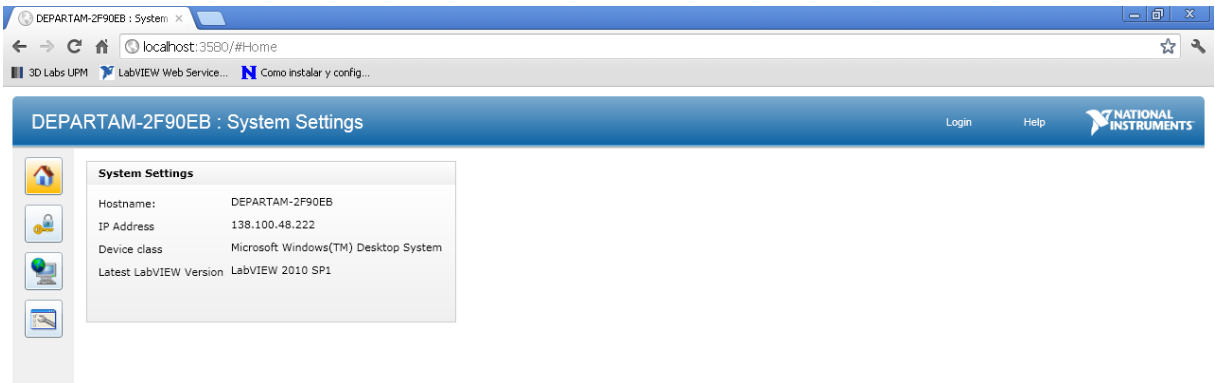 DEPARTAM-2F90EB : System
localhost:3580/#Home
3D Labs UPM LabVIEW Web Service... Como instalar y config...
DEPARTAM-2F90EB : System Settings Login Help NATIONAL INSTRUMENTS
System Settings
Hostname: DEPARTAM-2F90EB
IP Address 138.100.48.222
Device class Microsoft Windows(TM) Desktop System
Latest LabVIEW Version LabVIEW 2010 SP1